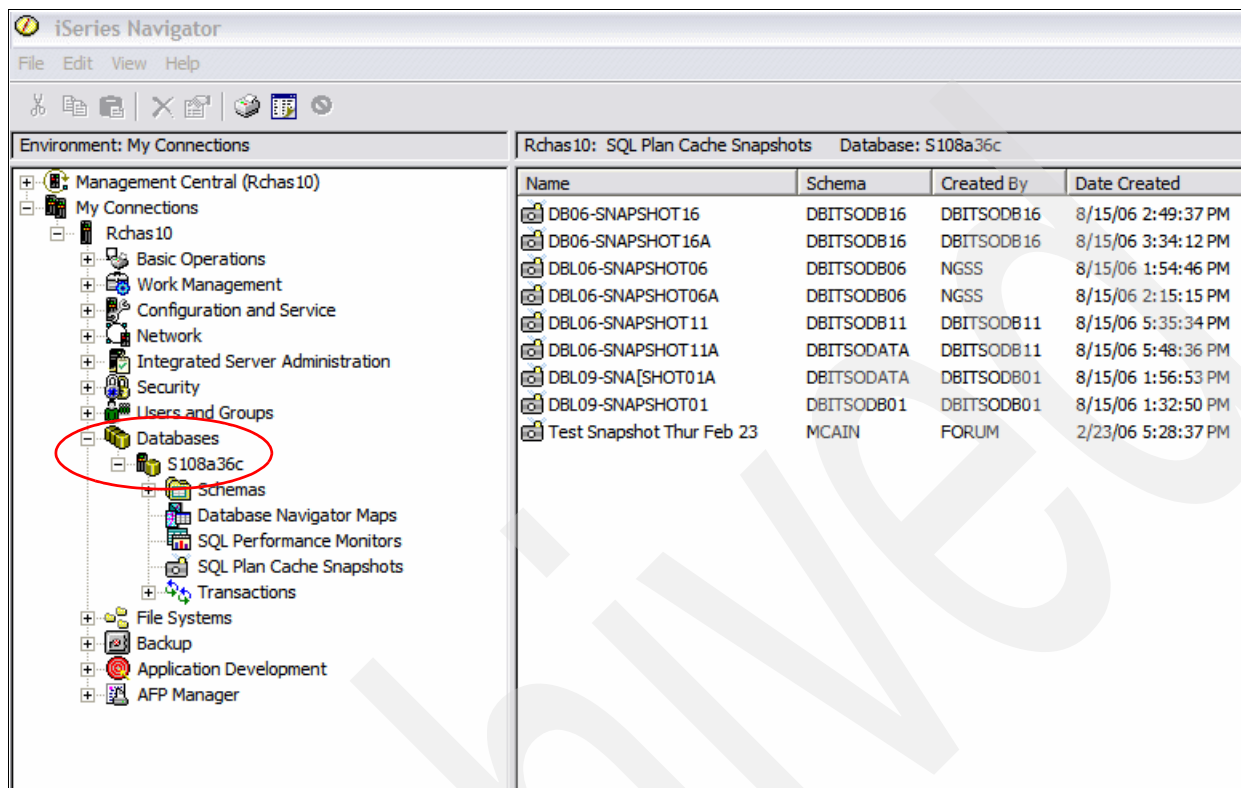 iSeries Navigator
File Edit View Help
Environment: My Connections
Rchas10: SQL Plan Cache Snapshots Database: S108a36c
Management Central (Rchas10)
My Connections
Rchas10
Basic Operations
Work Management
Configuration and Service
Network
Integrated Server Administration
Security
Users and Groups
Databases
S108a36c
Schemas
Database Navigator Maps
SQL Performance Monitors
SQL Plan Cache Snapshots
Transactions
File Systems
Backup
Application Development
AFP Manager
Name Schema Created By Date Created
DB06-SNAPSHOT16 DBITSODB16 DBITSODB16 8/15/06 2:49:37 PM
DB06-SNAPSHOT16A DBITSODB16 DBITSODB16 8/15/06 3:34:12 PM
DBL06-SNAPSHOT06 DBITSODB06 NGSS 8/15/06 1:54:46 PM
DBL06-SNAPSHOT06A DBITSODB06 NGSS 8/15/06 2:15:15 PM
DBL06-SNAPSHOT11 DBITSODB11 DBITSODB11 8/15/06 5:35:34 PM
DBL06-SNAPSHOT11A DBITSODATA DBITSODB11 8/15/06 5:48:36 PM
DBL09-SNA[SHOT01A DBITSODATA DBITSODB01 8/15/06 1:56:53 PM
DBL09-SNAPSHOT01 DBITSODB01 DBITSODB01 8/15/06 1:32:50 PM
Test Snapshot Thur Feb 23 MCAIN FORUM 2/23/06 5:28:37 PM